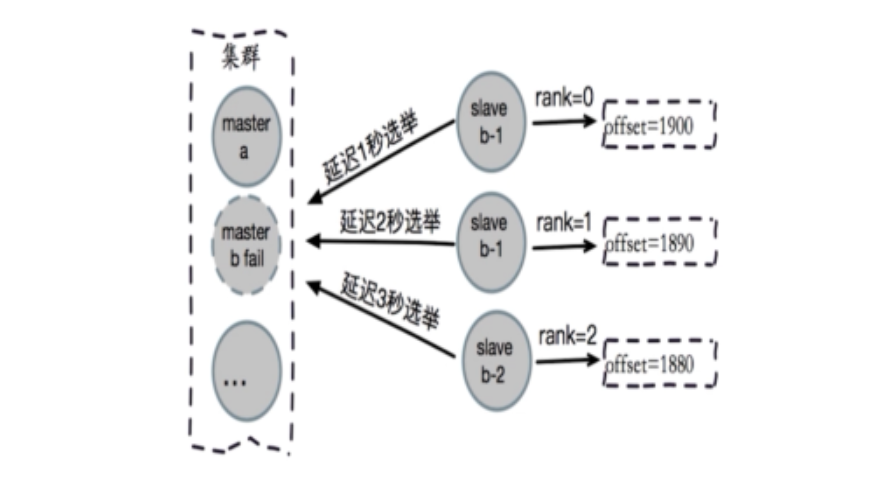 集群
master
a
master
b fail
...
延迟1秒选举
延迟2秒选举
延迟3秒选举
slave
b-1
rank=0
offset=1900
slave
b-1
rank=1
offset=1890
slave
b-2
rank=2
offset=1880